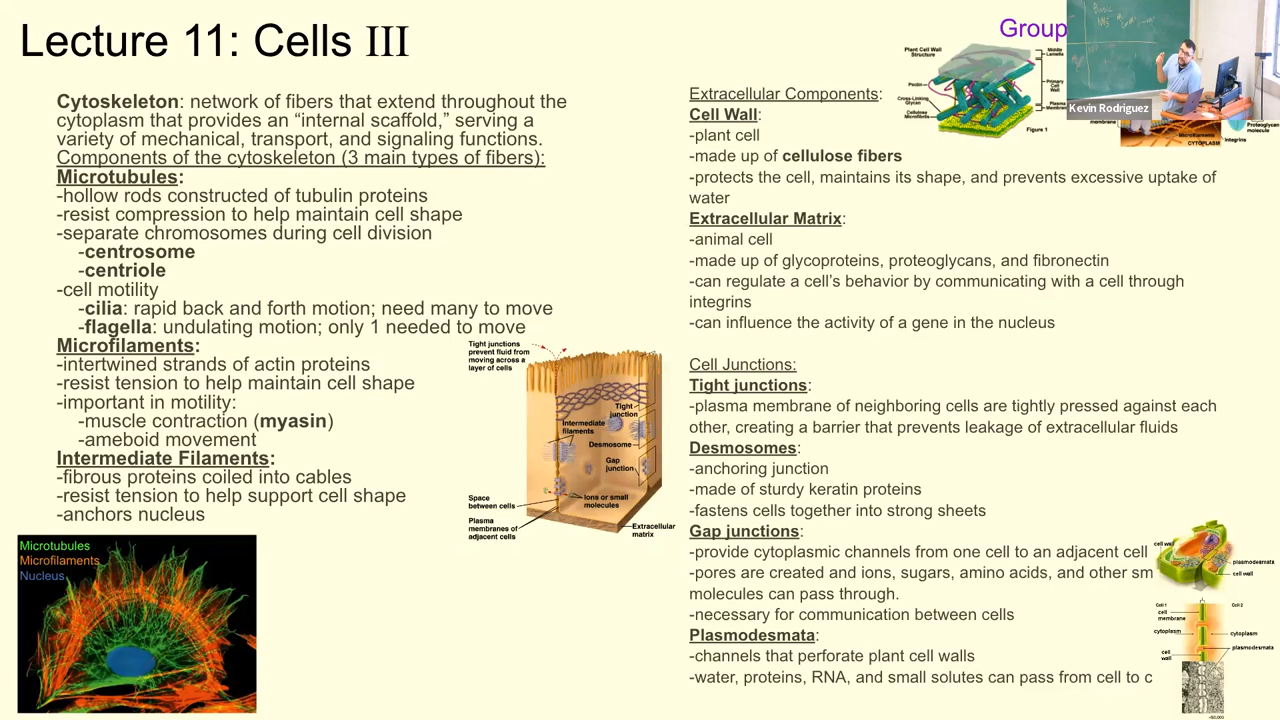 Lecture 11: Cells III
Group
Kevin Rodriguez
Cytoskeleton: network of fibers that extend throughout the
cytoplasm that provides an “internal scaffold,” serving a
variety of mechanical, transport, and signaling functions.
Components of the cytoskeleton (3 main types of fibers):
Microtubules:
-hollow rods constructed of tubulin proteins
-resist compression to help maintain cell shape
-separate chromosomes during cell division
-centrosome
-centriole
-cell motility
-cilia: rapid back and forth motion; need many to move
-flagella: undulating motion; only 1 needed to move
Microfilaments:
-intertwined strands of actin proteins
-resist tension to help maintain cell shape
-important in motility:
-muscle contraction (myasin)
-ameboid movement
Intermediate Filaments:
-fibrous proteins coiled into cables
-resist tension to help support cell shape
-anchors nucleus
Microtubules
Microfilaments
Nucleus
Tight junctions
prevent fluid from
moving across a
layer of cells
Tight
junction
Intermediate
filaments
Desmosome
Gap
junction
Ions or small
molecules
Space
between cells
Plasma
membranes of
adjacent cells
Extracellular
matrix
Plant Cell Wall
Structure
Middle
Lamella
Pectin
Primary
Cell
Wall
Cross-Linking
Glycan
Cellulose
Microfibrils
Plasma
Figure 1
membrane
Microfilaments
CYTOPLASM
Integrins
Proteoglycan
molecule
Extracellular Components:
Cell Wall:
-plant cell
-made up of cellulose fibers
-protects the cell, maintains its shape, and prevents excessive uptake of
water
Extracellular Matrix:
-animal cell
-made up of glycoproteins, proteoglycans, and fibronectin
-can regulate a cell’s behavior by communicating with a cell through
integrins
-can influence the activity of a gene in the nucleus
Cell Junctions:
Tight junctions:
-plasma membrane of neighboring cells are tightly pressed against each
other, creating a barrier that prevents leakage of extracellular fluids
Desmosomes:
-anchoring junction
-made of sturdy keratin proteins
-fastens cells together into strong sheets
Gap junctions:
-provide cytoplasmic channels from one cell to an adjacent cell
-pores are created and ions, sugars, amino acids, and other sm
molecules can pass through.
-necessary for communication between cells
Plasmodesmata:
-channels that perforate plant cell walls
-water, proteins, RNA, and small solutes can pass from cell to c
cell wall
plasmodesmata
cell wall
Cell 1
Cell 2
cell
membrane
cytoplasm
cytoplasm
plasmodesmata
cell
wall